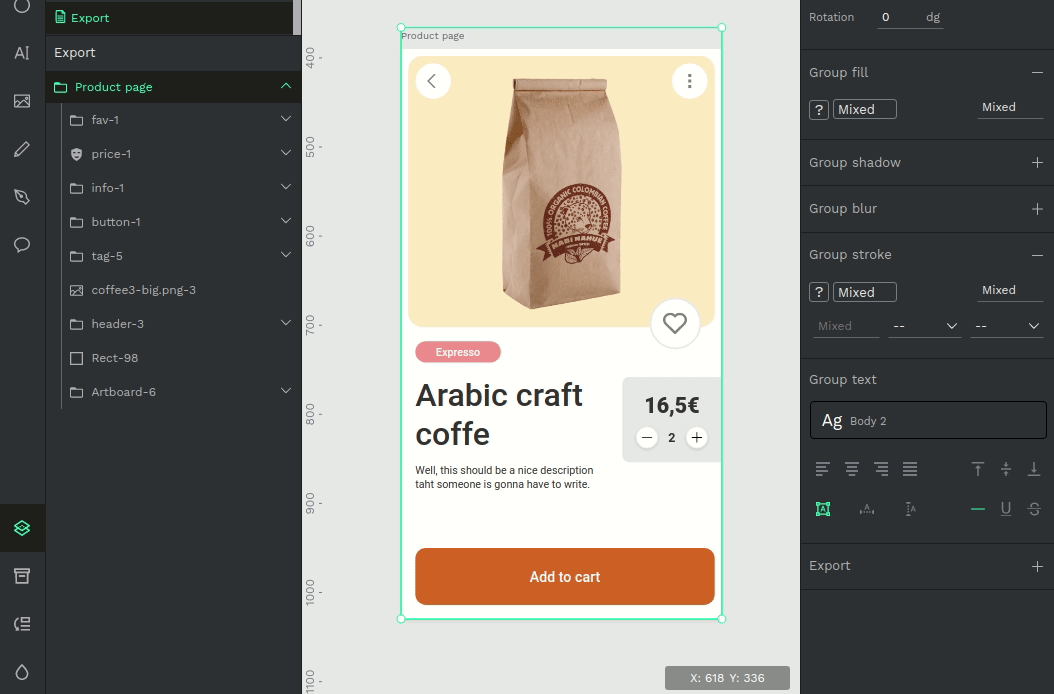 Export
Export
Product page
fav-1
price-1
info-1
button-1
tag-5
coffee3-big.png-3
header-3
Rect-98
Artboard-6
400
500
600
700
800
900
1000
1100
Product page
100% ORGANIC COLOMBIAN COFFEE
Expresso
Arabic craft
coffe
16,5€
2
Well, this should be a nice description
taht someone is gonna have to write.
Add to cart
X: 618 Y: 336
Rotation 0 dg
Group fill
? Mixed Mixed
Group shadow
Group blur
Group stroke
? Mixed Mixed
Mixed -- --
Group text
Ag Body 2
Export